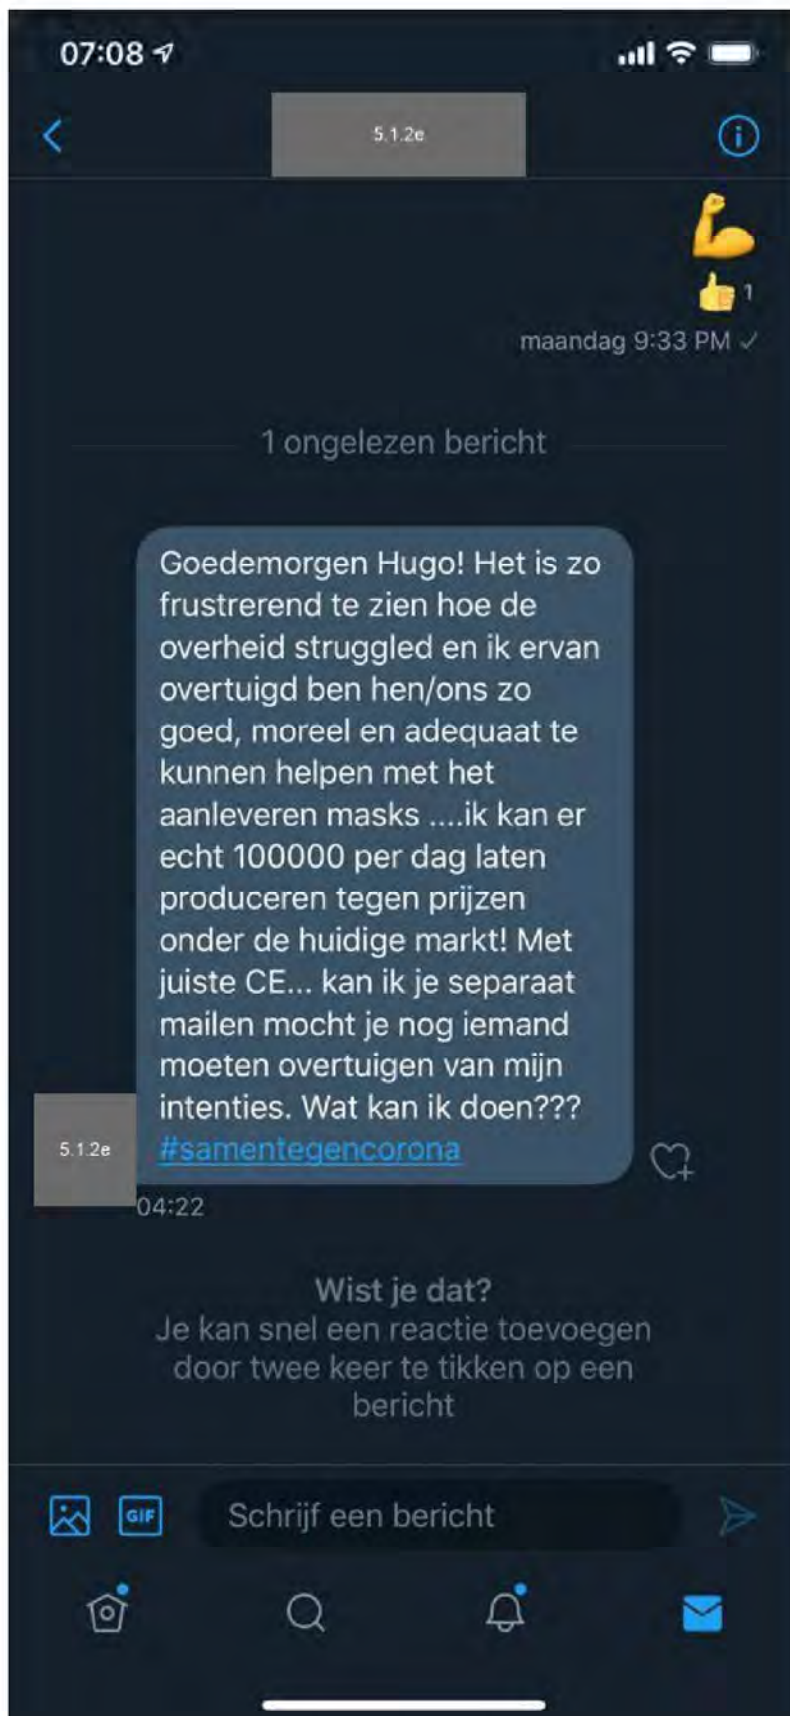 07:08
5.1.2e
1
maandag 9:33 PM
1 ongelezen bericht
Goedemorgen Hugo! Het is zo
frustrerend te zien hoe de
overheid struggled en ik ervan
overtuigd ben hen/ons zo
goed, moreel en adequaat te
kunnen helpen met het
aanleveren masks ....ik kan er
echt 100000 per dag laten
produceren tegen prijzen
onder de huidige markt! Met
juiste CE... kan ik je separaat
mailen mocht je nog iemand
moeten overtuigen van mijn
intenties. Wat kan ik doen???
5.1.2e
#samentegencorona
04:22
Wist je dat?
Je kan snel een reactie toevoegen
door twee keer te tikken op een
bericht
GIF
Schrijf een bericht